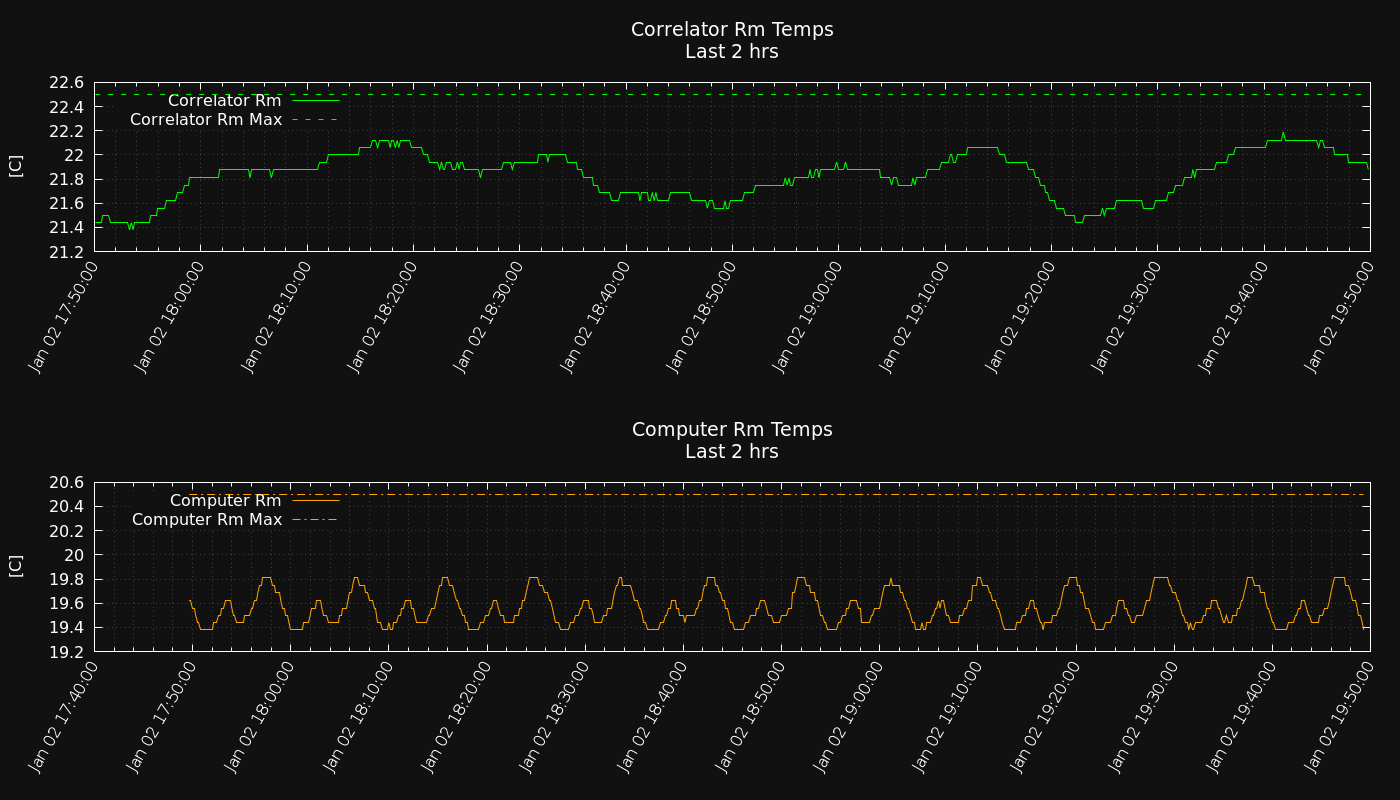 Correlator Rm Temps
Last 2 hrs
22.6
22.4
22.2
22
21.8
21.6
21.4
21.2
[C]
Correlator Rm
Correlator Rm Max
Jan 02 17:50:00
Jan 02 18:00:00
Jan 02 18:10:00
Jan 02 18:20:00
Jan 02 18:30:00
Jan 02 18:40:00
Jan 02 18:50:00
Jan 02 19:00:00
Jan 02 19:10:00
Jan 02 19:20:00
Jan 02 19:30:00
Jan 02 19:40:00
Jan 02 19:50:00
Computer Rm Temps
Last 2 hrs
20.6
20.4
20.2
20
19.8
19.6
19.4
19.2
[C]
Computer Rm
Computer Rm Max
Jan 02 17:40:00
Jan 02 17:50:00
Jan 02 18:00:00
Jan 02 18:10:00
Jan 02 18:20:00
Jan 02 18:30:00
Jan 02 18:40:00
Jan 02 18:50:00
Jan 02 19:00:00
Jan 02 19:10:00
Jan 02 19:20:00
Jan 02 19:30:00
Jan 02 19:40:00
Jan 02 19:50:00